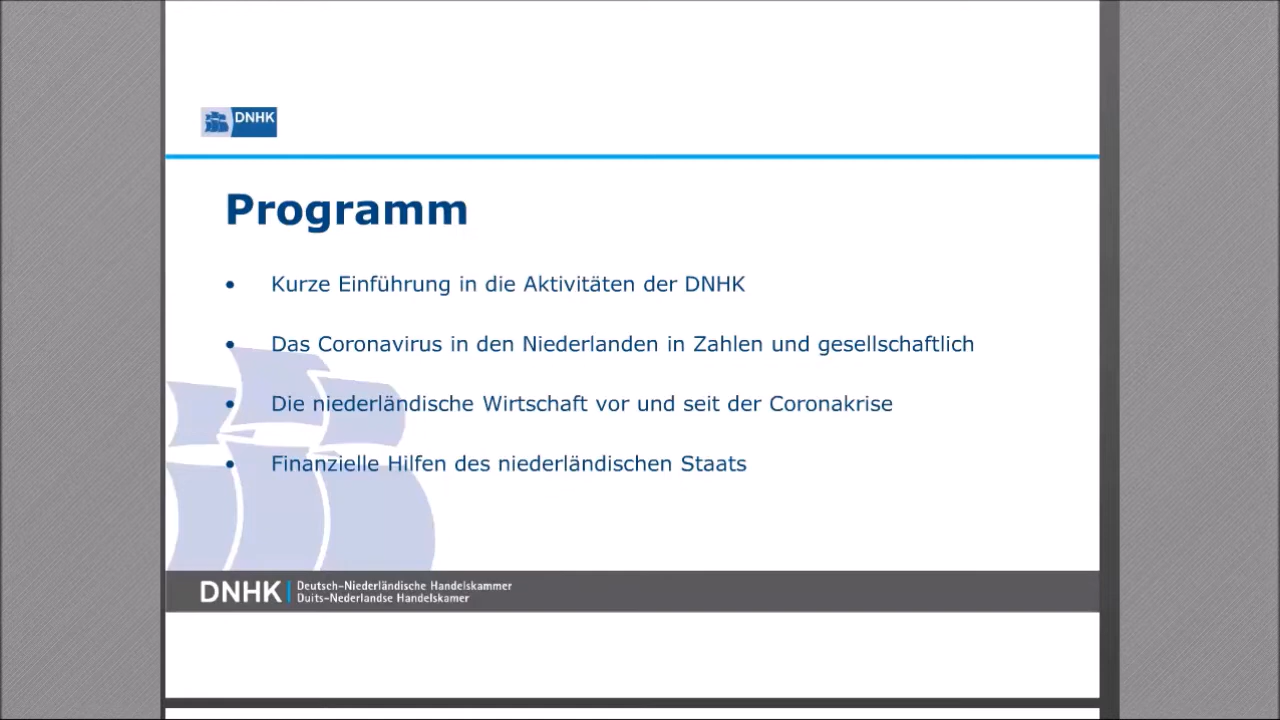 DNHK
Programm
• Kurze Einführung in die Aktivitäten der DNHK
• Das Coronavirus in den Niederlanden in Zahlen und gesellschaftlich
• Die niederländische Wirtschaft vor und seit der Coronakrise
• Finanzielle Hilfen des niederländischen Staats
DNHK | Deutsch-Niederländische Handelskammer
Duits-Nederlandse Handelskamer